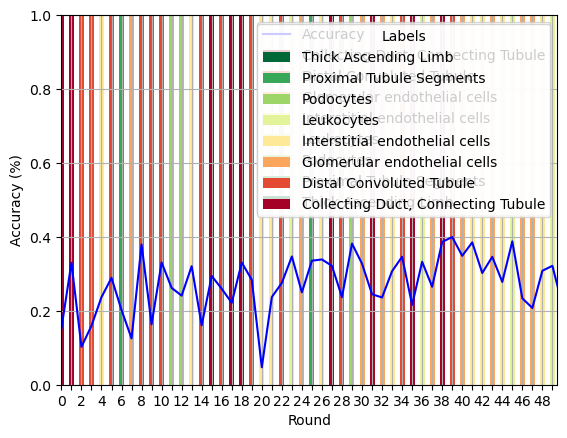 1.0
0.8
0.6
0.4
0.2
0.0
Accuracy (%)
Accuracy
Labels
Thick Ascending Limb
Proximal Tubule Segments
Podocytes
Leukocytes
Interstitial endothelial cells
Glomerular endothelial cells
Distal Convoluted Tubule
Collecting Duct, Connecting Tubule
0 2 4 6 8 10 12 14 16 18 20 22 24 26 28 30 32 34 36 38 40 42 44 46 48
Round